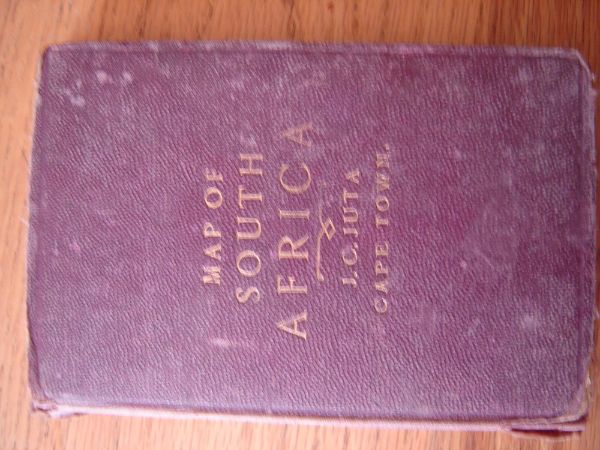 MAP OF
SOUTH
AFRICA
J. C. JUTA
CAPE TOWN.